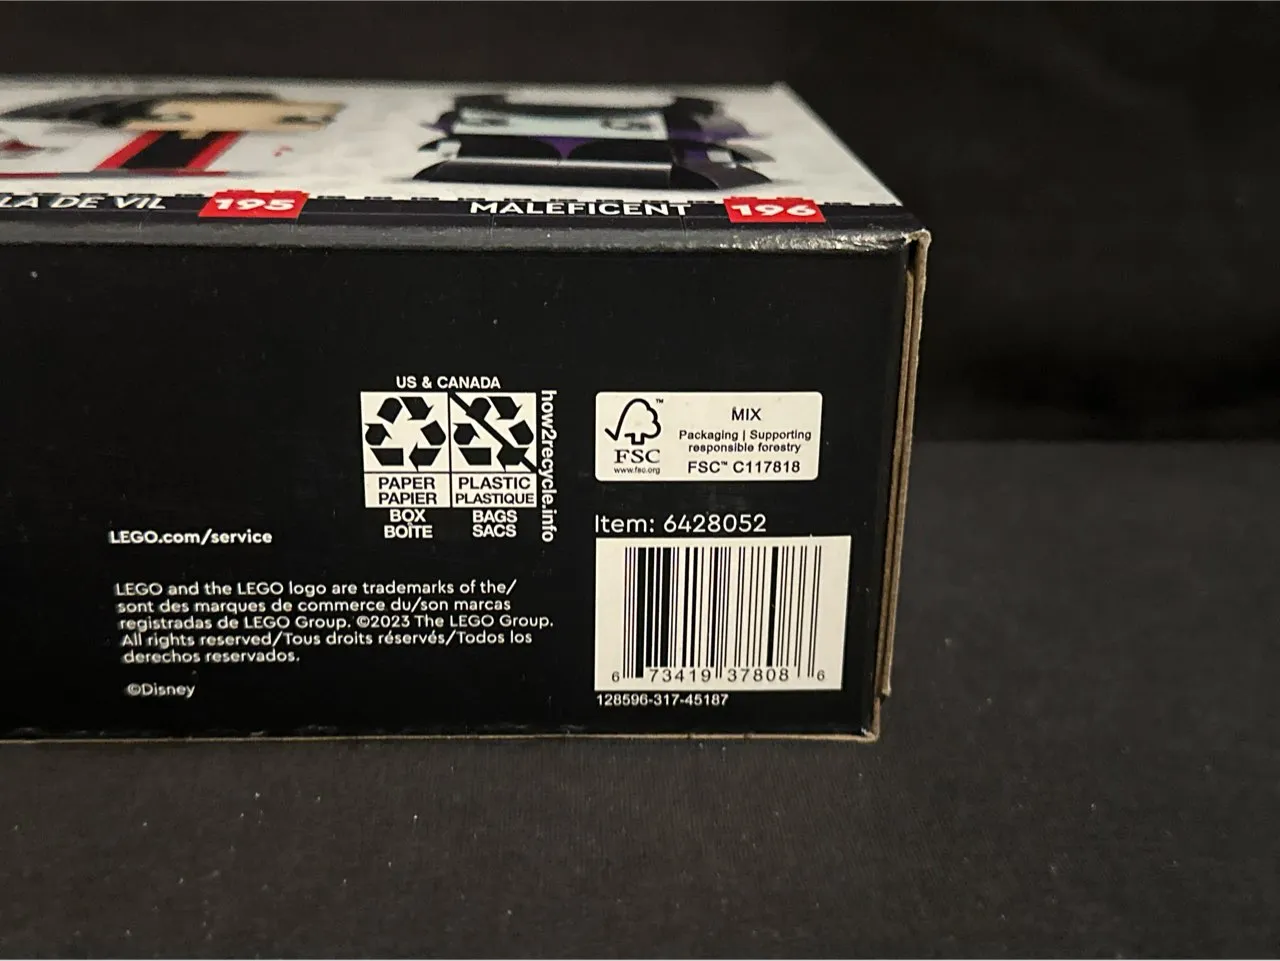 LA DE VIL 195 MALEFICENT 196
US & CANADA
PAPER
PAPIER
BOX
BOÎTE
PLASTIC
PLASTIQUE
BAGS
SACS
how2recycle.info
FSC™
www.fsc.org
MIX
Packaging | Supporting
responsible forestry
FSC™ C117818
LEGO.com/service
Item: 6428052
LEGO and the LEGO logo are trademarks of the/
sont des marques de commerce du/son marcas
registradas de LEGO Group. ©2023 The LEGO Group.
All rights reserved/Tous droits réservés/Todos los
derechos reservados.
©Disney
6 73419 37808 6
128596-317-45187